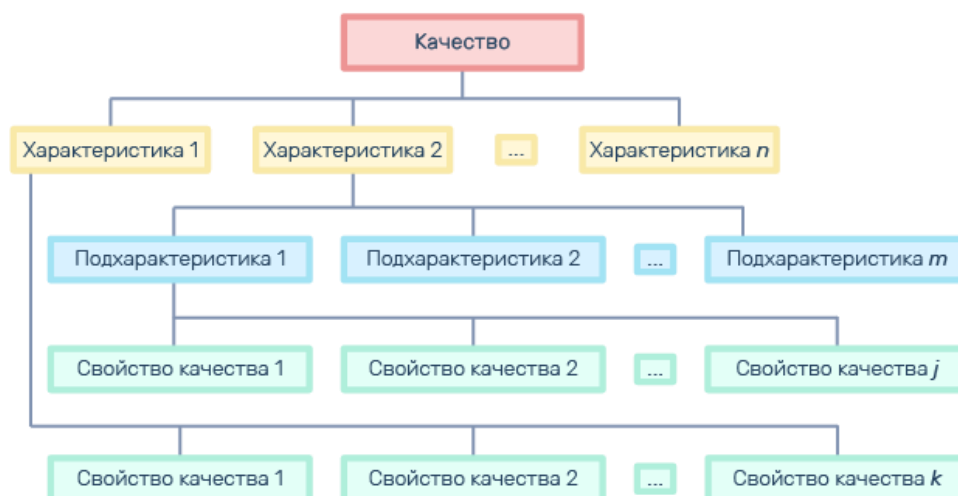 Качество
Характеристика 1
Характеристика 2
...
Характеристика n
Подхарактеристика 1
Подхарактеристика 2
...
Подхарактеристика m
Свойство качества 1
Свойство качества 2
...
Свойство качества j
Свойство качества 1
Свойство качества 2
...
Свойство качества k